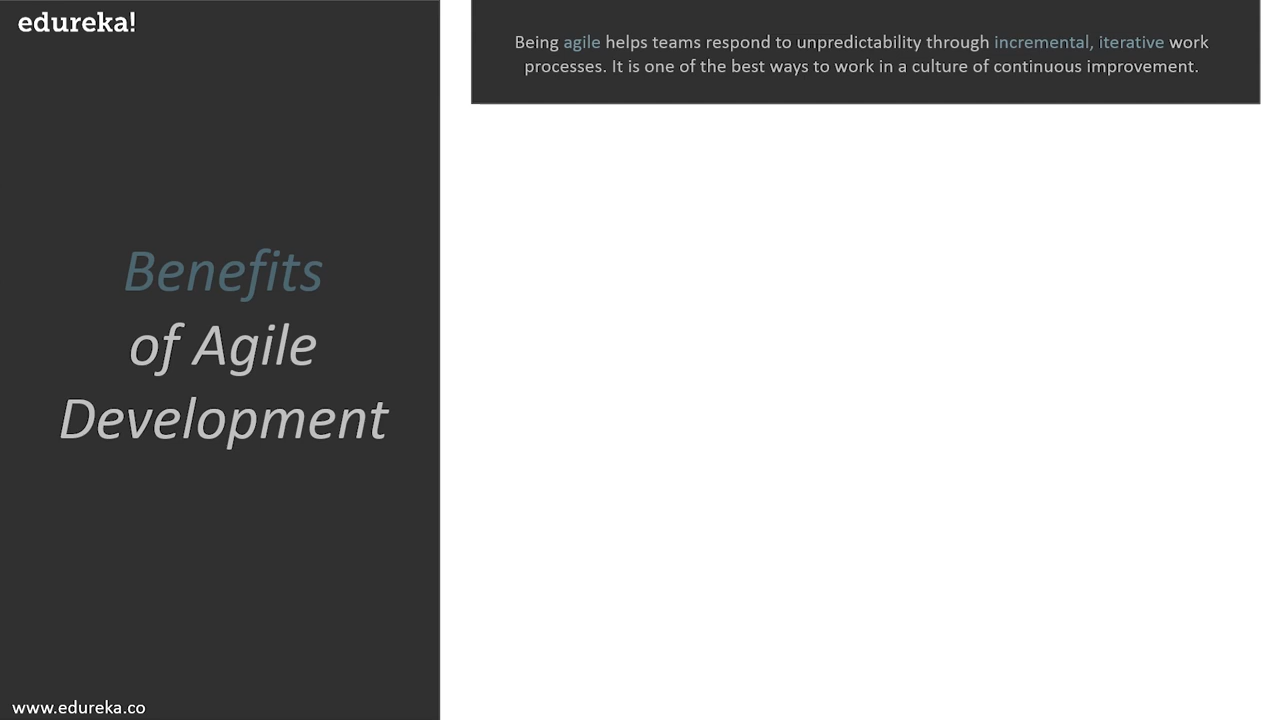 edureka!
Benefits
of Agile
Development
www.edureka.co
Being agile helps teams respond to unpredictability through incremental, iterative work
processes. It is one of the best ways to work in a culture of continuous improvement.